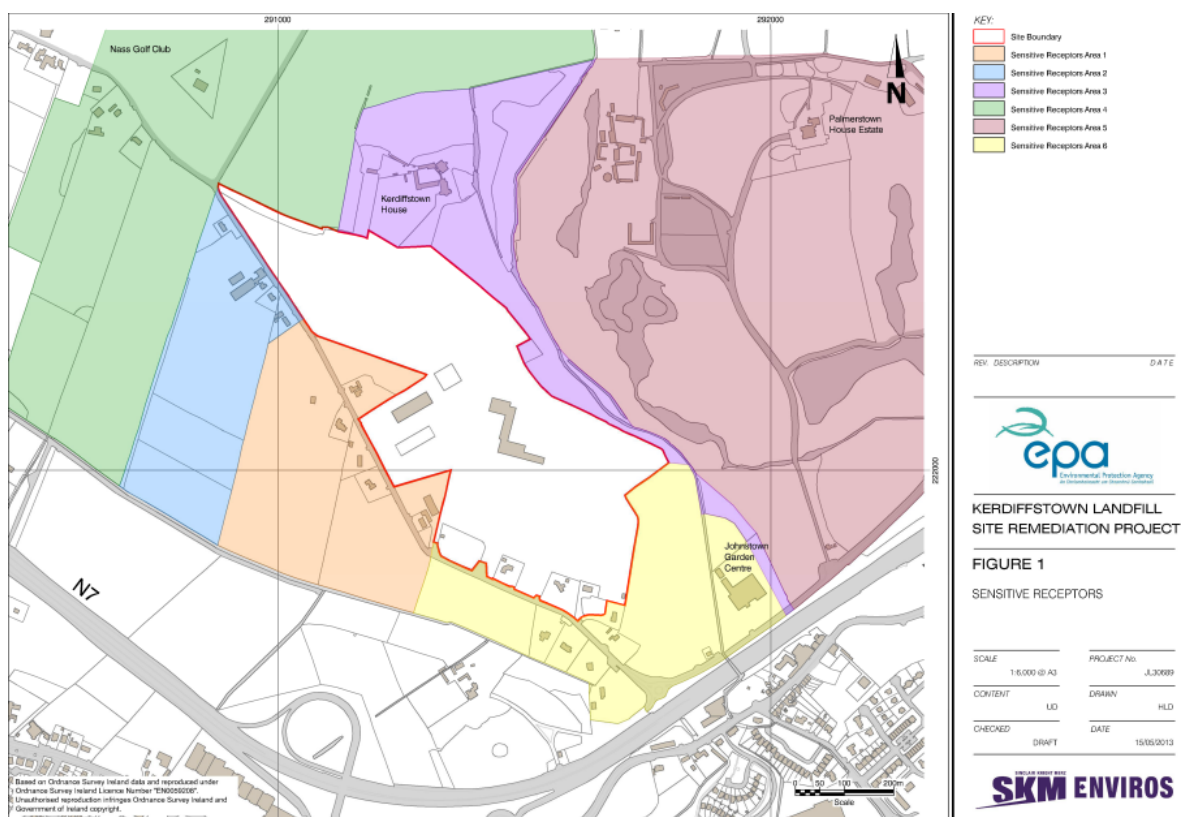 291000
292000
Nass Golf Club
N
Palmerstown
House Estate
Kerdiffstown
House
222000
Johnstown
Garden
Centre
N7
Based on Ordnance Survey Ireland data and reproduced under
Ordnance Survey Ireland Licence Number "EN0059208".
Unauthorised reproduction infringes Ordnance Survey Ireland and
Government of Ireland copyright.
0 50 100 200m
Scale
KEY:
Site Boundary
Sensitive Receptors Area 1
Sensitive Receptors Area 2
Sensitive Receptors Area 3
Sensitive Receptors Area 4
Sensitive Receptors Area 5
Sensitive Receptors Area 6
REV. DESCRIPTION DATE
epa
Environmental Protection Agency
KERDIFFSTOWN LANDFILL
SITE REMEDIATION PROJECT
FIGURE 1
SENSITIVE RECEPTORS
SCALE PROJECT No.
1:6,000 @ A3 JL30689
CONTENT DRAWN
UO HLD
CHECKED DATE
DRAFT 15/05/2013
SINCLAIR KNIGHT MERZ
SKM ENVIROS